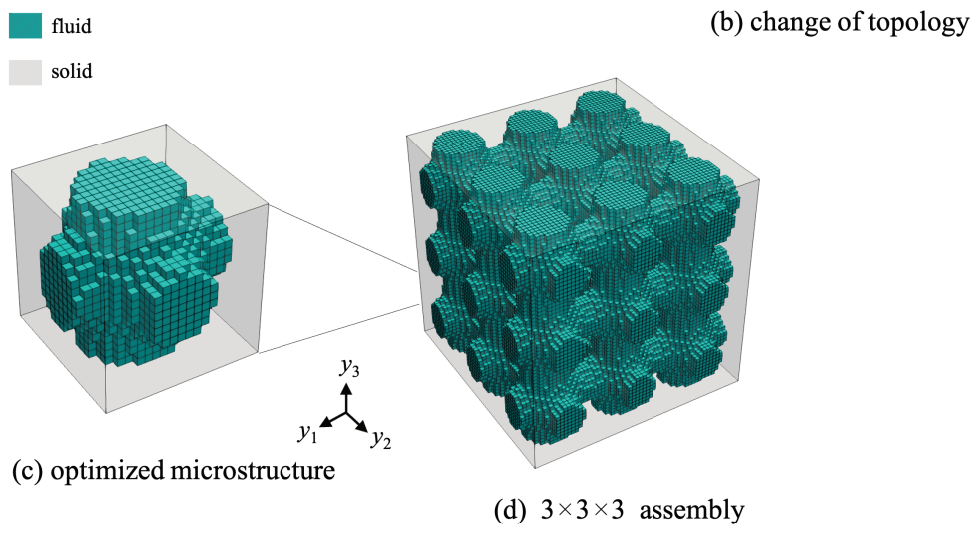 fluid
(b) change of topology
solid
y3
y1
y2
(c) optimized microstructure
(d) 3×3×3 assembly